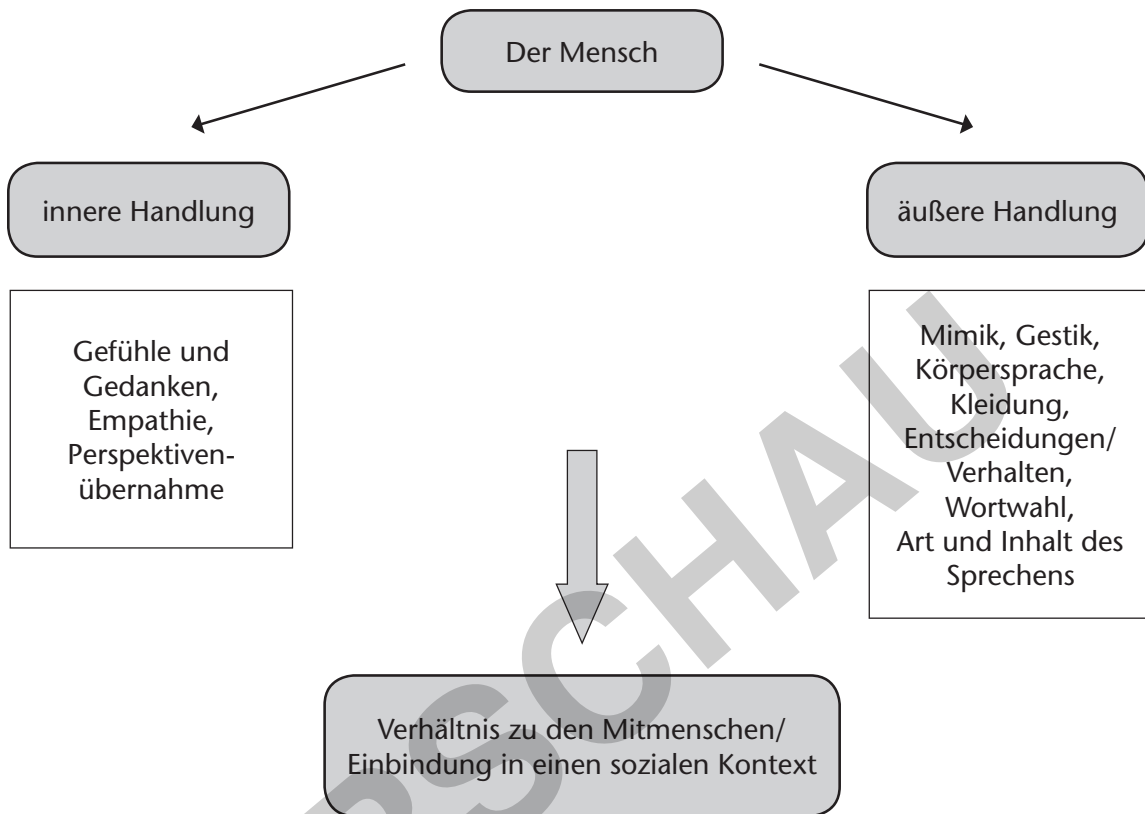 Der Mensch
innere Handlung
äußere Handlung
Gefühle und
Gedanken,
Empathie,
Perspektiven-
übernahme
Mimik, Gestik,
Körpersprache,
Kleidung,
Entscheidungen/
Verhalten,
Wortwahl,
Art und Inhalt des
Sprechens
Verhältnis zu den Mitmenschen/
Einbindung in einen sozialen Kontext